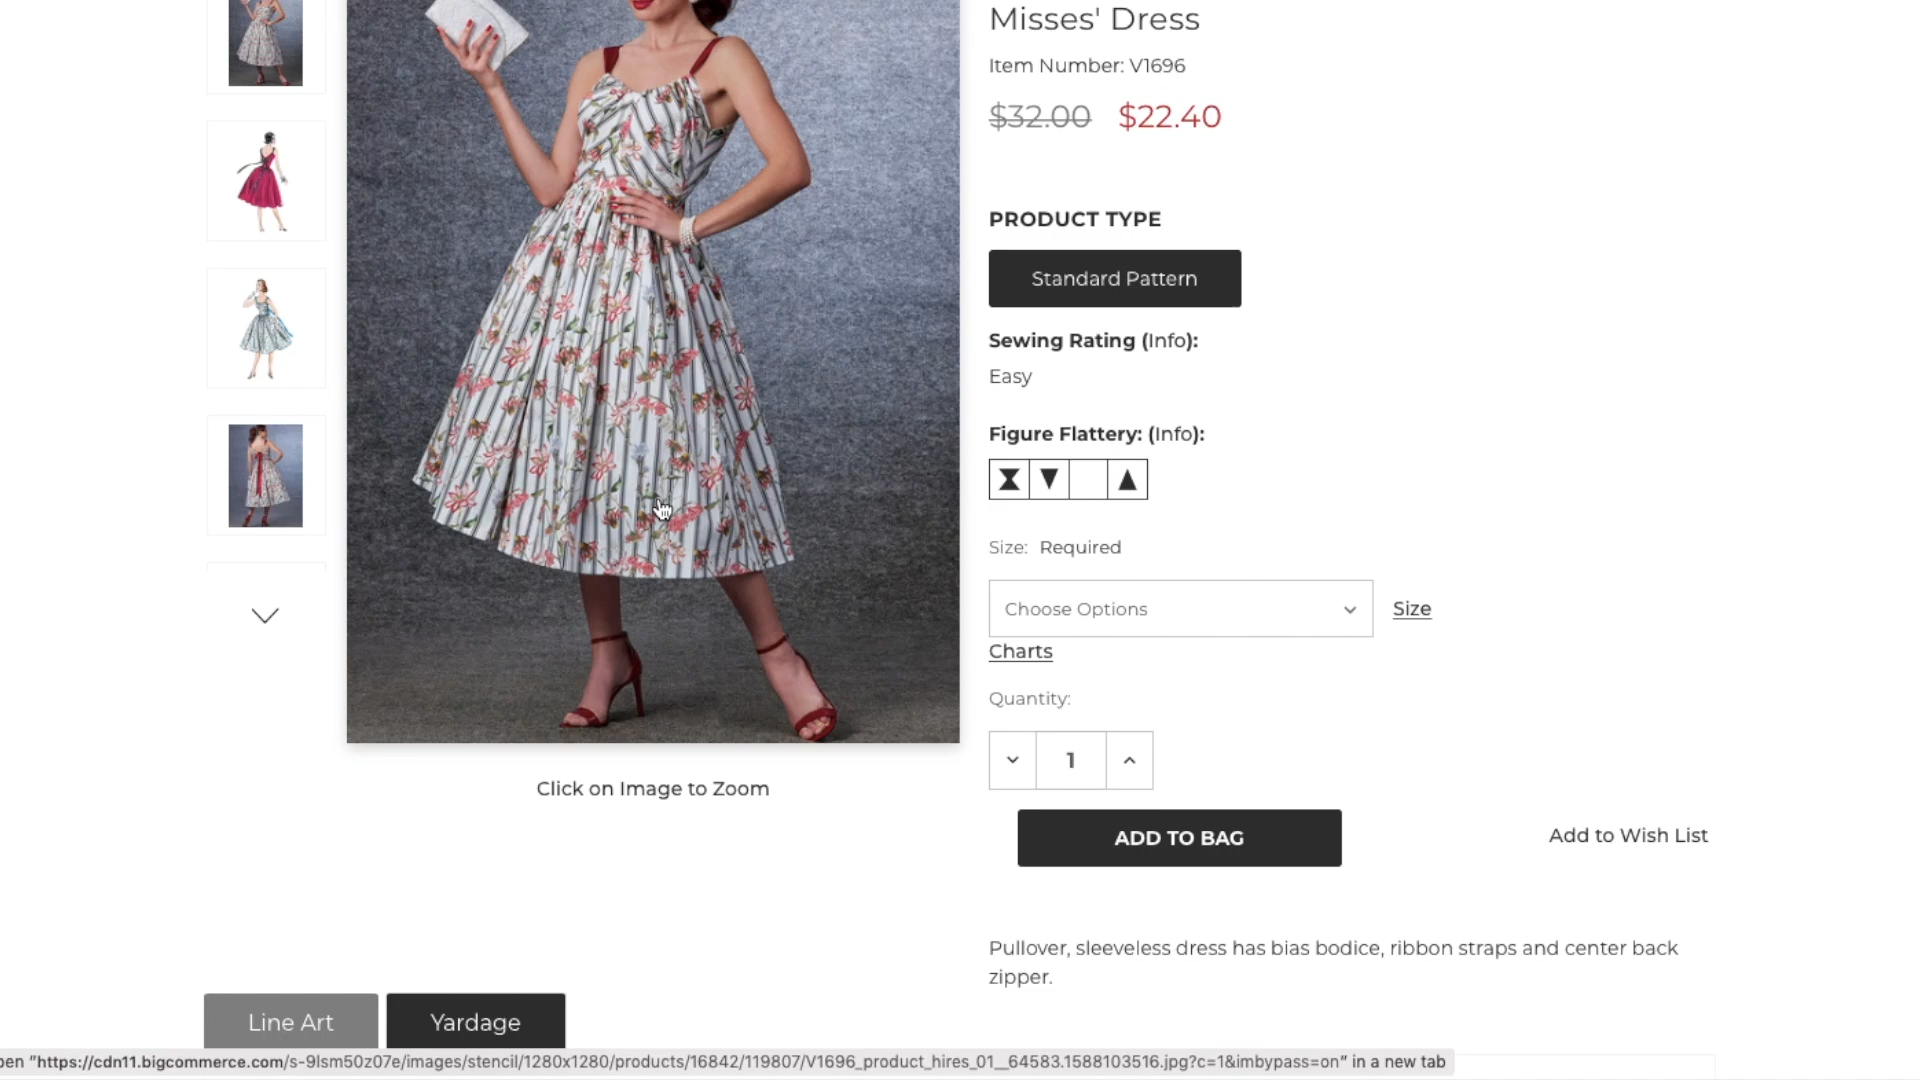 Misses' Dress
Item Number: V1696
$32.00 $22.40
PRODUCT TYPE
Standard Pattern
Sewing Rating (Info):
Easy
Figure Flattery: (Info):
Size: Required
Choose Options
Size
Charts
Quantity:
1
Click on Image to Zoom
ADD TO BAG
Add to Wish List
Pullover, sleeveless dress has bias bodice, ribbon straps and center back
zipper.
Line Art
Yardage
pen "https://cdn11.bigcommerce.com/s-9lsm50z07e/images/stencil/1280x1280/products/16842/119807/V1696_product_hires_01__64583.1588103516.jpg?c=1&imbypass=on" in a new tab